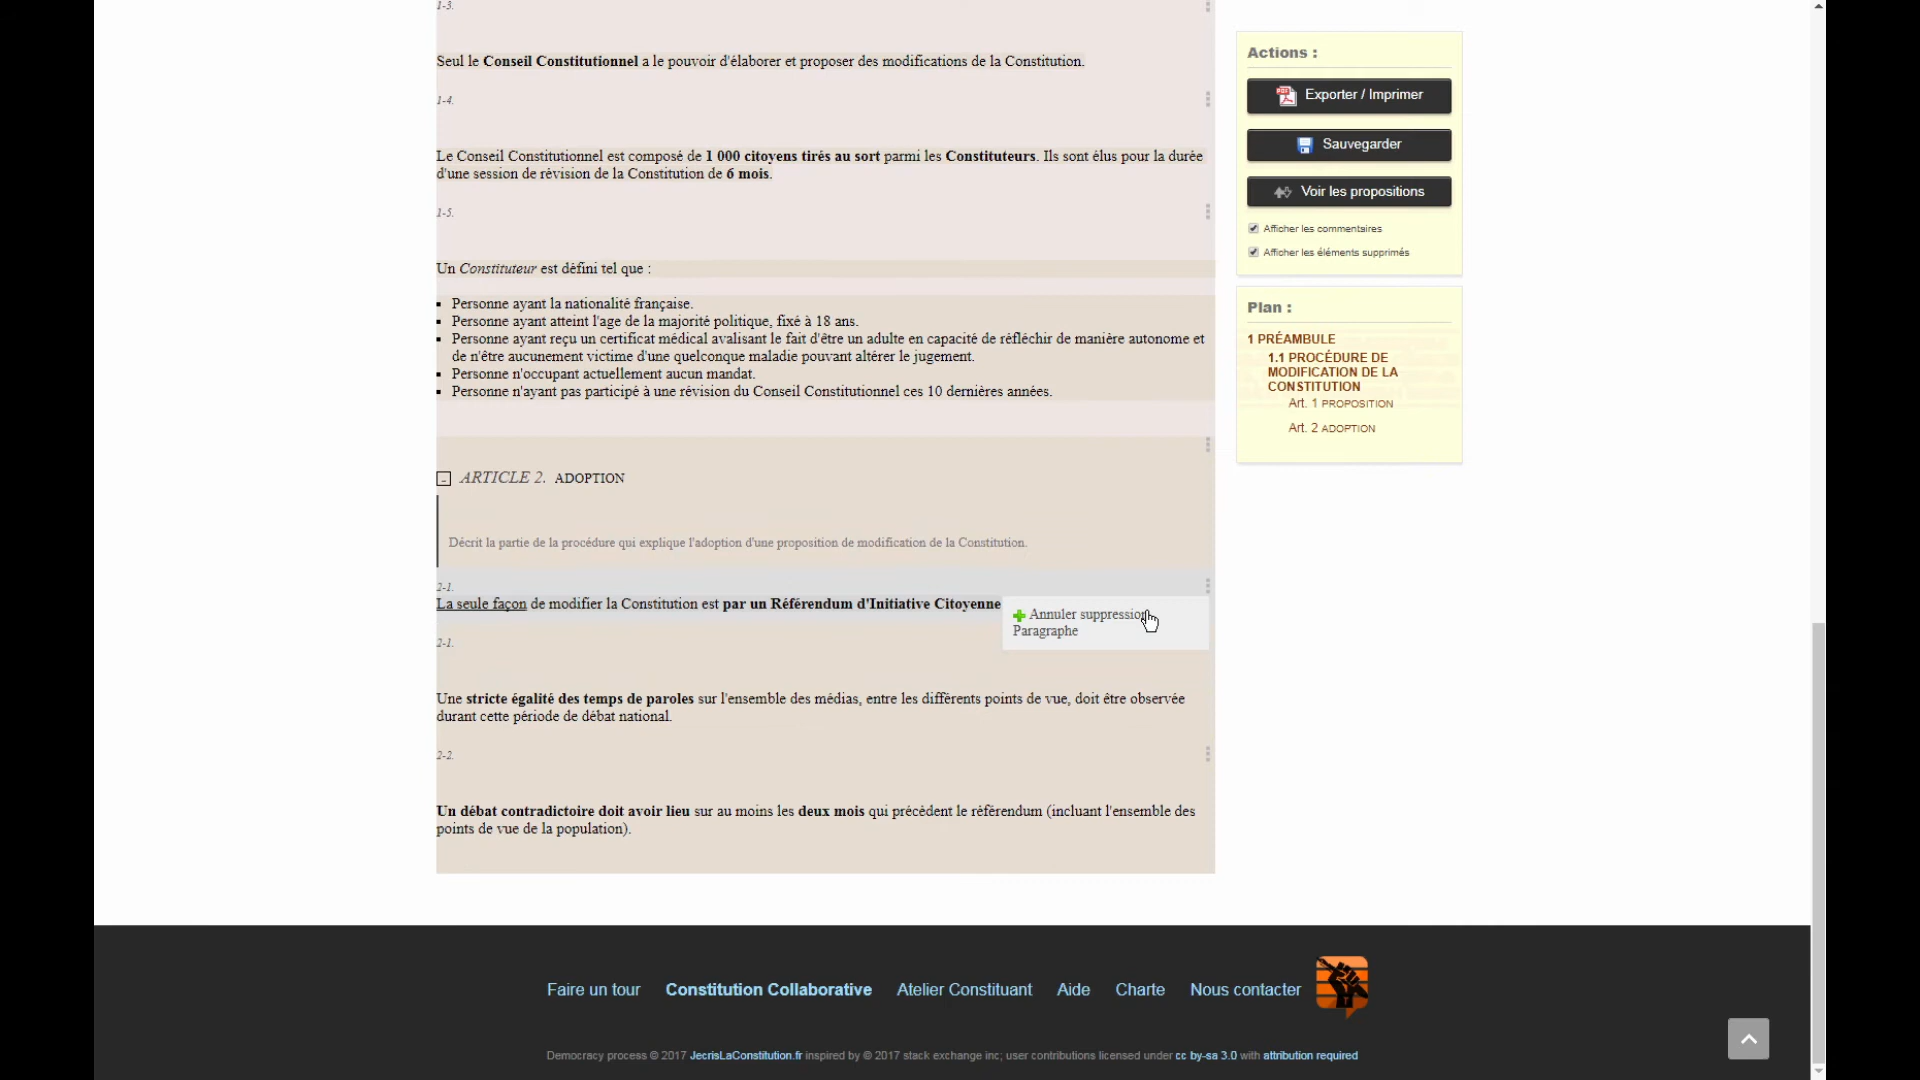 1-3.
Seul le Conseil Constitutionnel a le pouvoir d'élaborer et proposer des modifications de la Constitution.
1-4.
Le Conseil Constitutionnel est composé de 1 000 citoyens tirés au sort parmi les Constituteurs. Ils sont élus pour la durée
d'une session de révision de la Constitution de 6 mois.
1-5.
Un Constituteur est défini tel que :
Personne ayant la nationalité française.
Personne ayant atteint l'age de la majorité politique, fixé à 18 ans.
Personne ayant reçu un certificat médical avalisant le fait d'être un adulte en capacité de réfléchir de manière autonome et
de n'être aucunement victime d'une quelconque maladie pouvant altérer le jugement.
Personne n'occupant actuellement aucun mandat.
Personne n'ayant pas participé à une révision du Conseil Constitutionnel ces 10 dernières années.
ARTICLE 2. ADOPTION
Décrit la partie de la procédure qui explique l'adoption d'une proposition de modification de la Constitution.
2-1.
La seule façon de modifier la Constitution est par un Référendum d'Initiative Citoyenne
Annuler suppression
Paragraphe
2-1.
Une stricte égalité des temps de paroles sur l'ensemble des médias, entre les différents points de vue, doit être observée
durant cette période de débat national.
2-2.
Un débat contradictoire doit avoir lieu sur au moins les deux mois qui précèdent le référendum (incluant l'ensemble des
points de vue de la population).
Actions :
Exporter / Imprimer
Sauvegarder
Voir les propositions
Afficher les commentaires
Afficher les éléments supprimés
Plan :
1 PRÉAMBULE
1.1 PROCÉDURE DE
MODIFICATION DE LA
CONSTITUTION
Art. 1 PROPOSITION
Art. 2 ADOPTION
Faire un tour Constitution Collaborative Atelier Constituant Aide Charte Nous contacter
Democracy process © 2017 JecrisLaConstitution.fr inspired by © 2017 stack exchange inc; user contributions licensed under cc by-sa 3.0 with attribution required